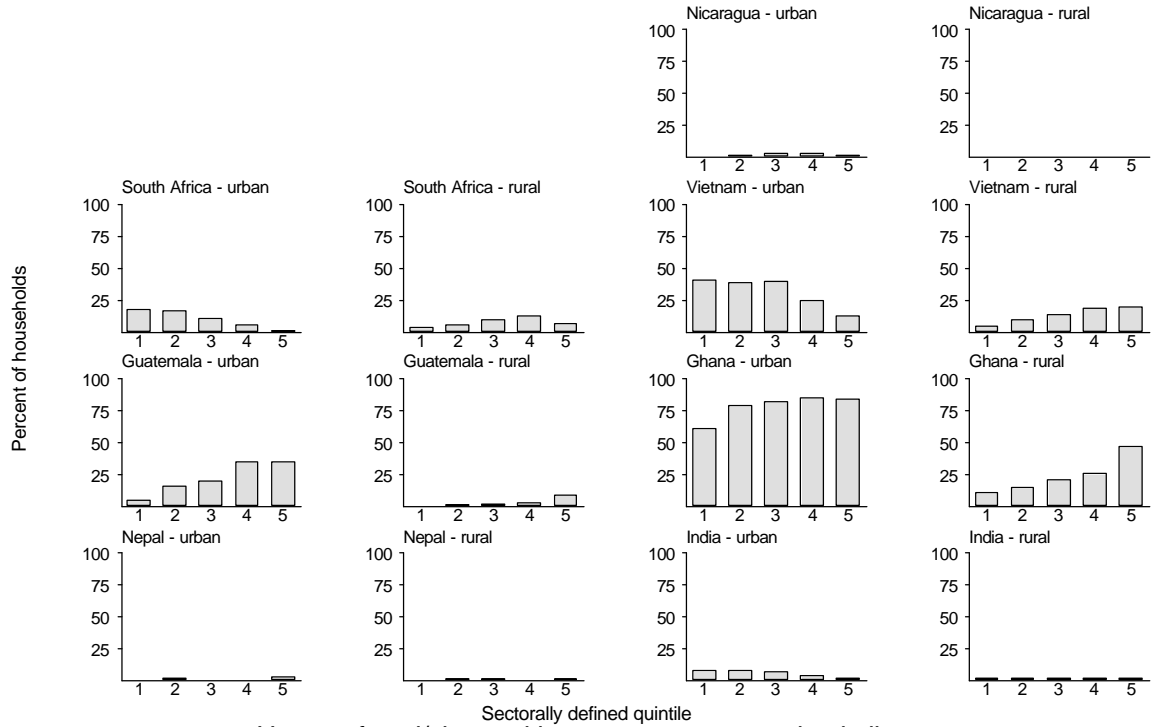 Percent of households
Nicaragua - urban
100
75
50
25
1 2 3 4 5
Nicaragua - rural
100
75
50
25
1 2 3 4 5
South Africa - urban
100
75
50
25
1 2 3 4 5
South Africa - rural
100
75
50
25
1 2 3 4 5
Vietnam - urban
100
75
50
25
1 2 3 4 5
Vietnam - rural
100
75
50
25
1 2 3 4 5
Guatemala - urban
100
75
50
25
1 2 3 4 5
Guatemala - rural
100
75
50
25
1 2 3 4 5
Ghana - urban
100
75
50
25
1 2 3 4 5
Ghana - rural
100
75
50
25
1 2 3 4 5
Nepal - urban
100
75
50
25
1 2 3 4 5
Nepal - rural
100
75
50
25
1 2 3 4 5
India - urban
100
75
50
25
1 2 3 4 5
India - rural
100
75
50
25
1 2 3 4 5
Sectorally defined quintile